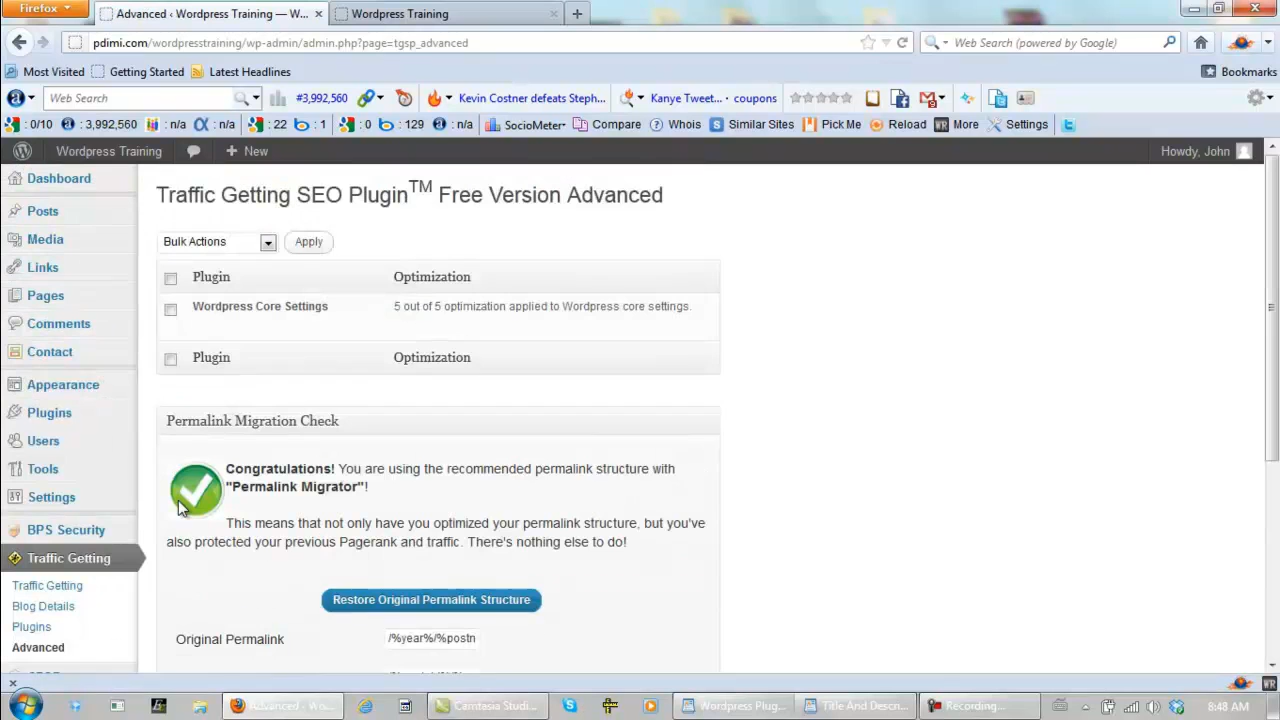 Firefox
Advanced ‹ Wordpress Training — W...
Wordpress Training
pdimi.com/wordpresstraining/wp-admin/admin.php?page=tgsp_advanced
Web Search (powered by Google)
Most Visited
Getting Started
Latest Headlines
Bookmarks
Web Search
#3,992,560
Kevin Costner defeats Steph...
Kanye Tweet...
coupons
: 0/10
: 3,992,560
: n/a
: n/a
: 22
: 1
: 0
: 129
: n/a
SocioMeter
Compare
Whois
Similar Sites
Pick Me
Reload
More
Settings
Wordpress Training
+ New
Howdy, John
Dashboard
Posts
Media
Links
Pages
Comments
Contact
Appearance
Plugins
Users
Tools
Settings
BPS Security
Traffic Getting
Traffic Getting
Blog Details
Plugins
Advanced
Traffic Getting SEO Plugin™ Free Version Advanced
Bulk Actions
Apply
Plugin Optimization
Wordpress Core Settings 5 out of 5 optimization applied to Wordpress core settings.
Plugin Optimization
Permalink Migration Check
Congratulations! You are using the recommended permalink structure with
"Permalink Migrator"!
This means that not only have you optimized your permalink structure, but you've
also protected your previous Pagerank and traffic. There's nothing else to do!
Restore Original Permalink Structure
Original Permalink /%year%/%postn
Advanced ‹ Wo...
Camtasia Studi...
Wordpress Plug...
Title And Descri...
Recording...
8:48 AM